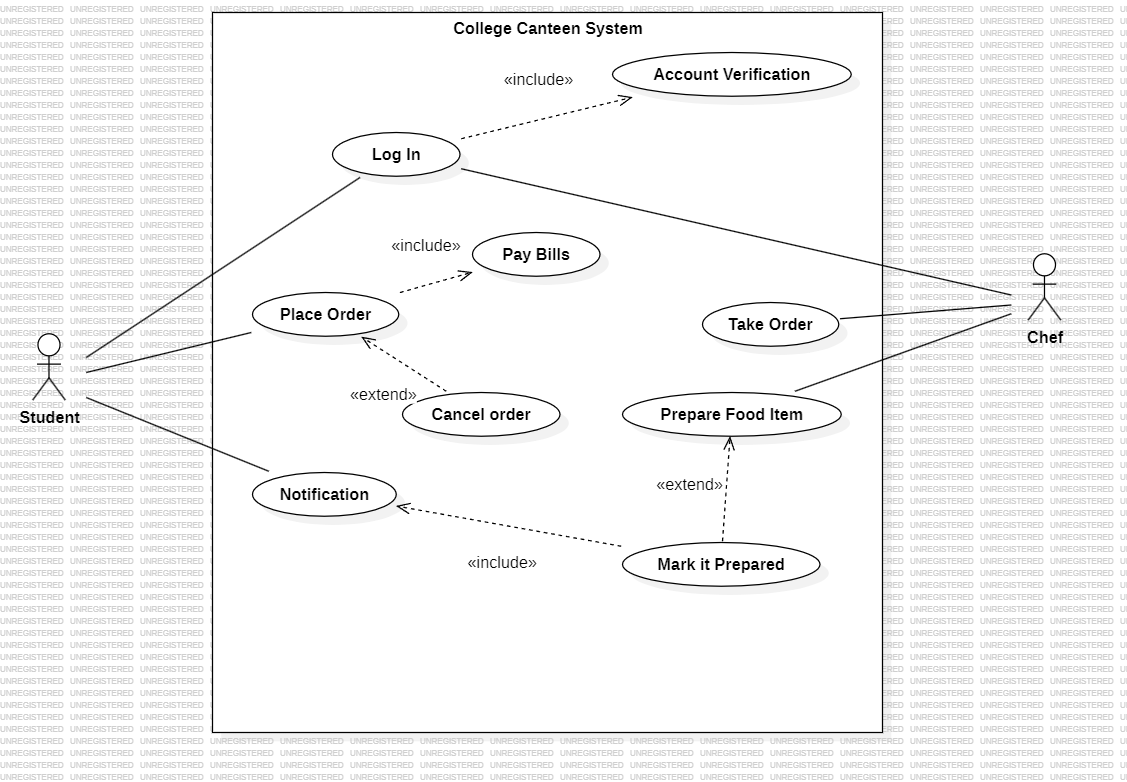 College Canteen System
«include»
Account Verification
Log In
«include»
Pay Bills
Place Order
Take Order
Chef
Student
«extend»
Cancel order
Prepare Food Item
Notification
«extend»
«include»
Mark it Prepared
UNREGISTERED